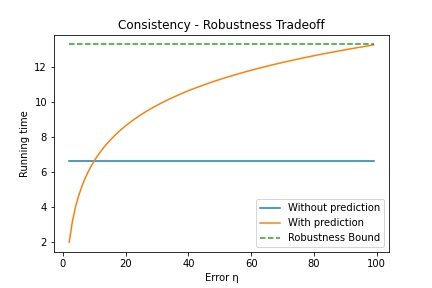 Consistency - Robustness Tradeoff
Running time
12
10
8
6
4
2
Without prediction
With prediction
Robustness Bound
0
20
40
60
80
100
Error η